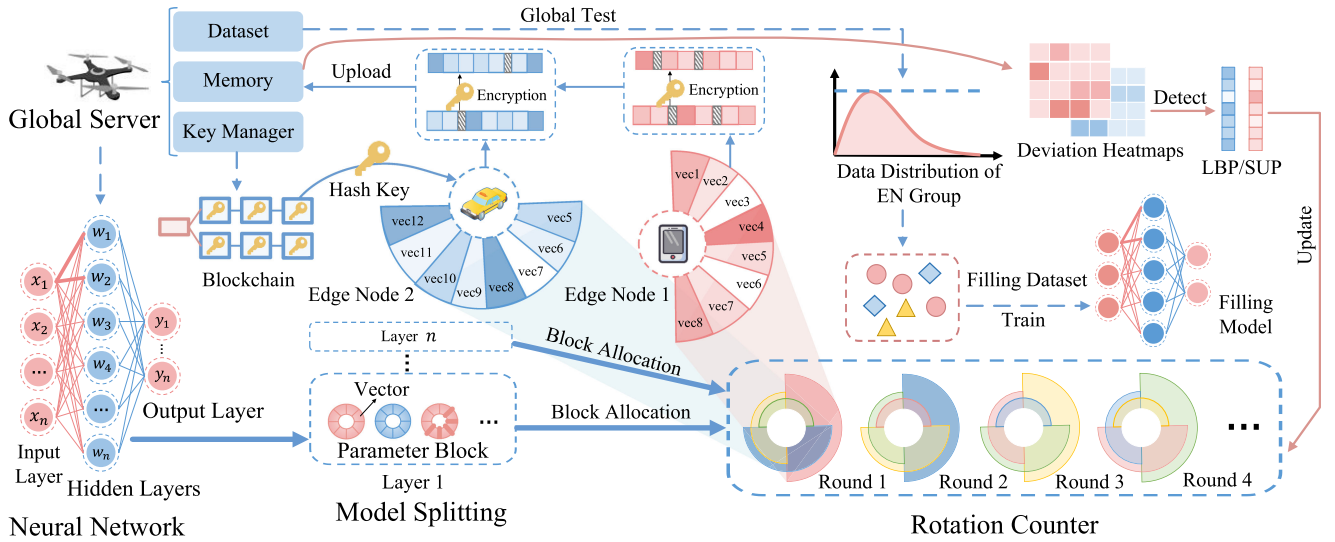 Global Server
Dataset
Memory
Key Manager
Upload
Encryption
Encryption
Global Test
Data Distribution of
EN Group
Deviation Heatmaps
Detect
LBP/SUP
Update
Blockchain
Hash Key
vec12
vec11
vec10
vec9
vec8
vec7
vec6
vec5
Edge Node 2
vec1
vec2
vec3
vec4
vec5
vec6
vec7
vec8
Edge Node 1
Filling Dataset
Train
Filling
Model
x1
x2
...
xn
w1
w2
w3
w4
...
wn
y1
yn
Input
Layer
Hidden Layers
Output Layer
Neural Network
Layer n
Vector
...
Parameter Block
Layer 1
Model Splitting
Block Allocation
Block Allocation
Round 1
Round 2
Round 3
Round 4
...
Rotation Counter